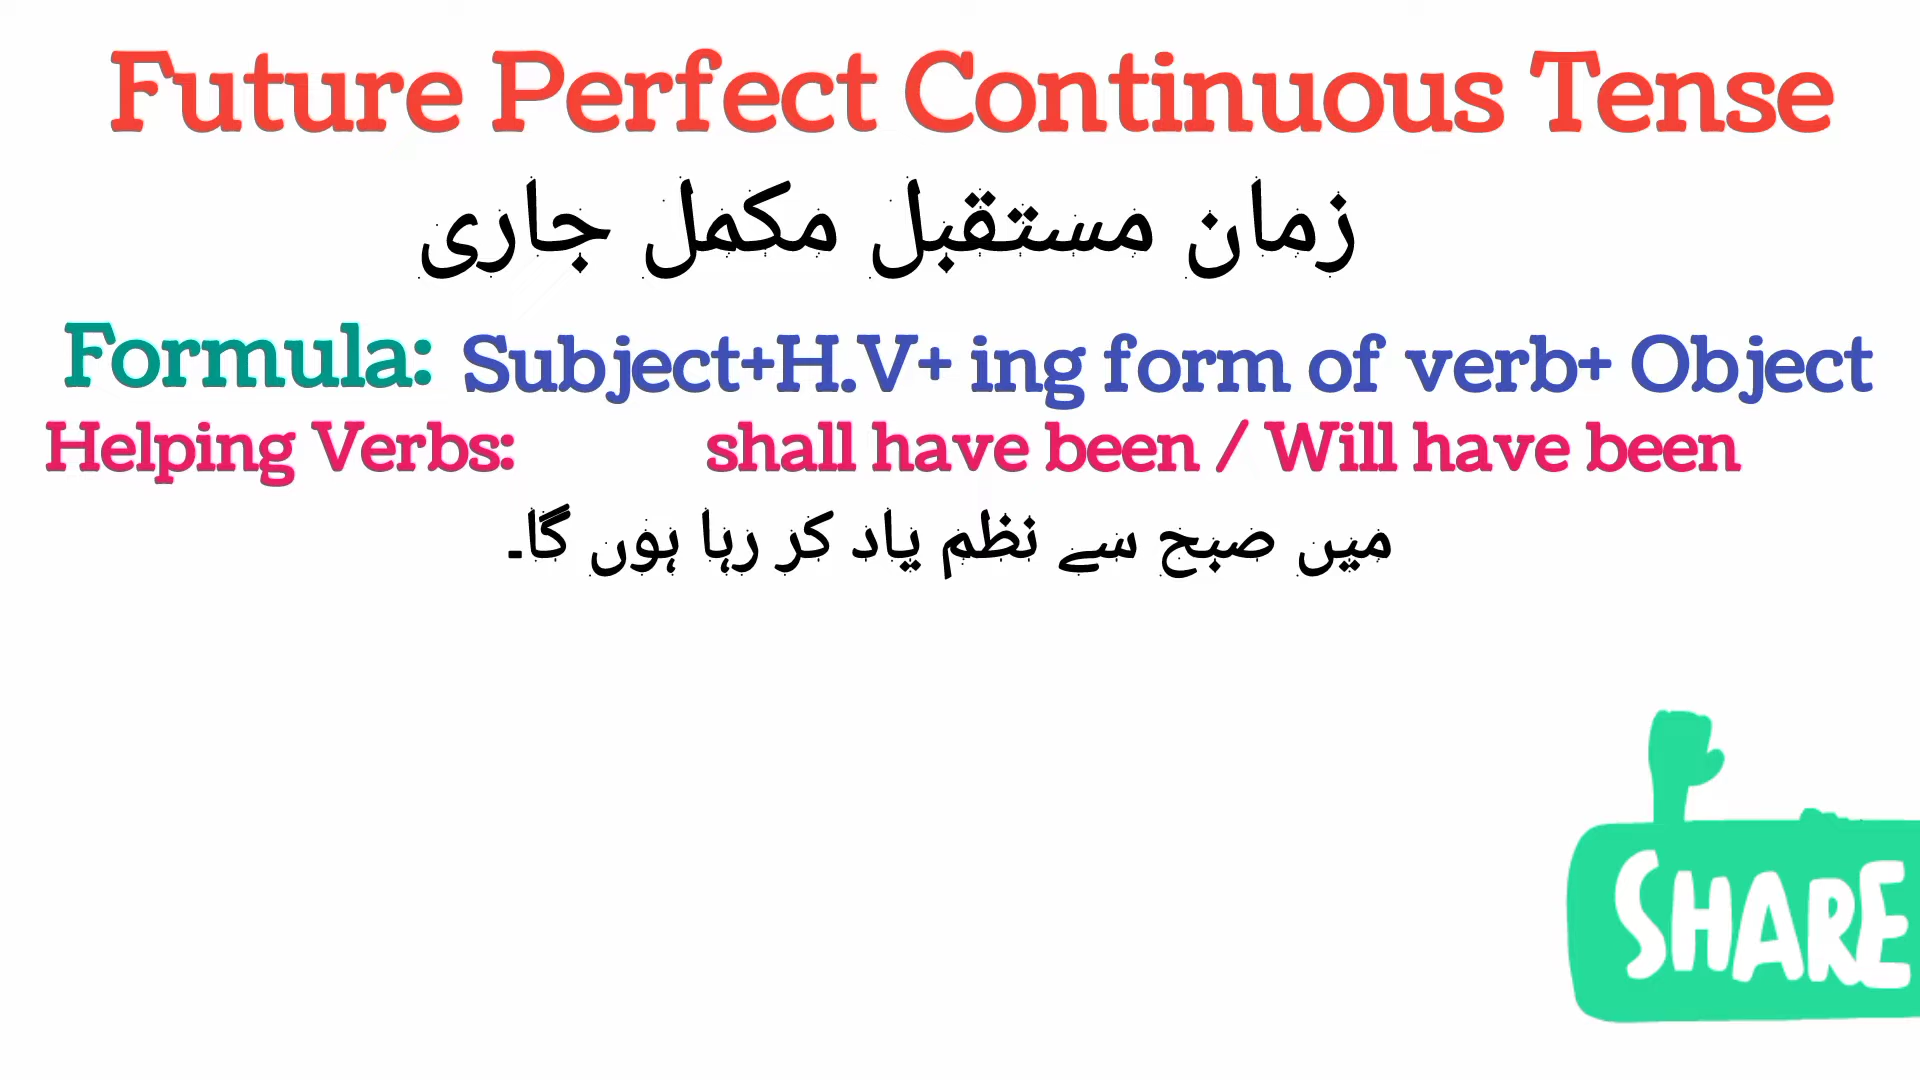 Future Perfect Continuous Tense
زمان مستقبل مکمل جاری
Formula: Subject+H.V+ ing form of verb+ Object
Helping Verbs: shall have been / Will have been
میں صبح سے نظم یاد کر رہا ہوں گا۔
SHARE